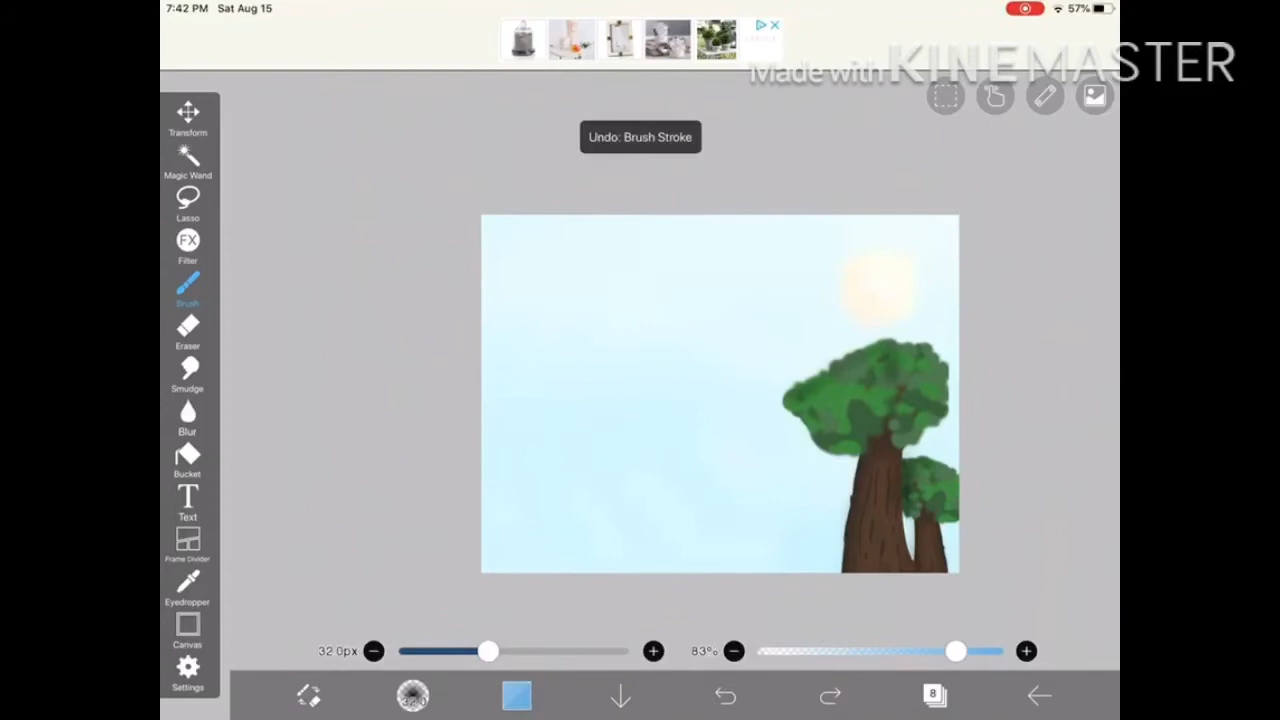 7:42 PM Sat Aug 15
57%
Made with KINEMASTER
Undo: Brush Stroke
Transform
Magic Wand
Lasso
FX
Filter
Brush
Eraser
Smudge
Blur
Bucket
T
Text
Frame Divider
Eyedropper
Canvas
Settings
32.0px
83%
8